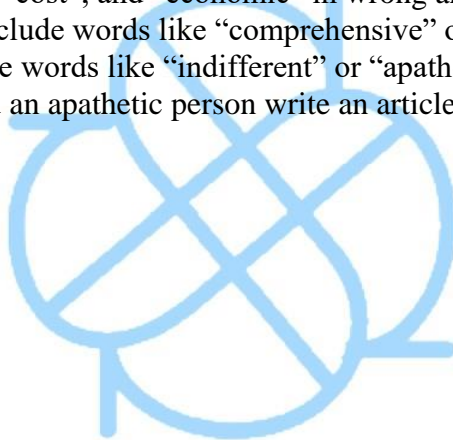 cost”, and “economic” in wrong an
clude words like “comprehensive” o
e words like “indifferent” or “apath
an apathetic person write an article